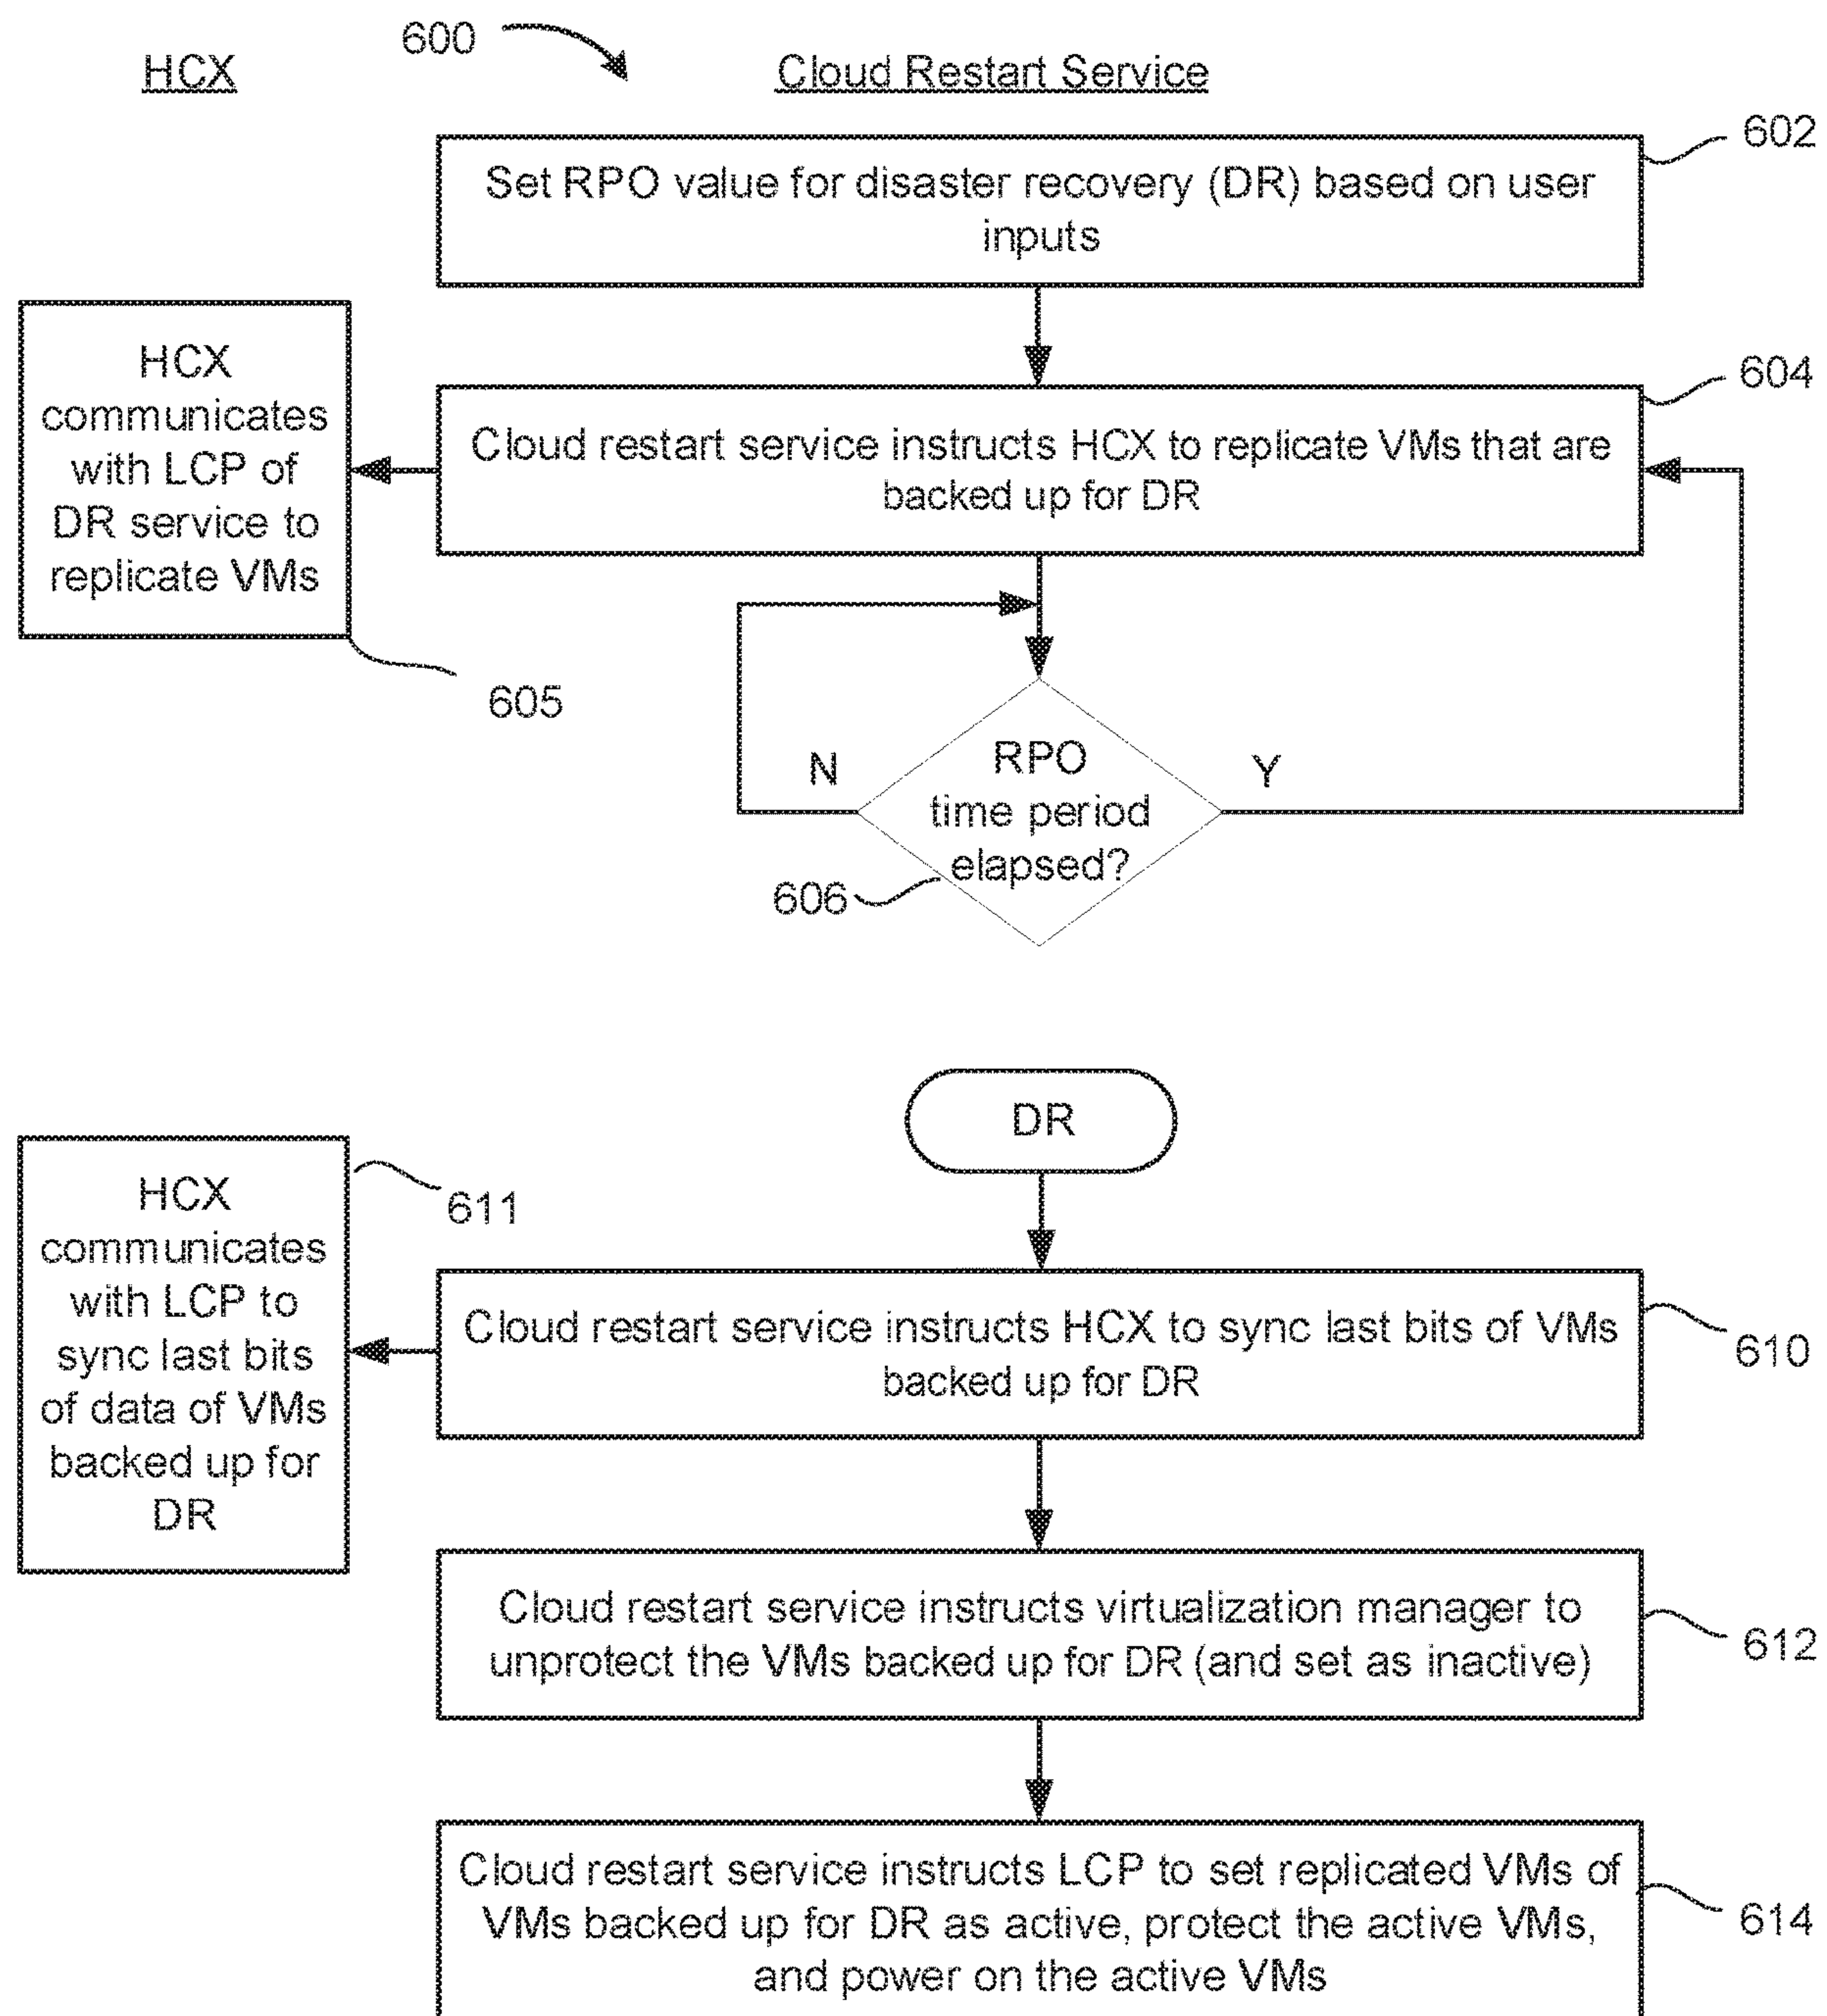 600
HCX
Cloud Restart Service
602
Set RPO value for disaster recovery (DR) based on user
inputs
604
Cloud restart service instructs HCX to replicate VMs that are
backed up for DR
HCX
communicates
with LCP of
DR service to
replicate VMs
605
N
RPO
time period
elapsed?
Y
606
DR
HCX
communicates
with LCP to
sync last bits
of data of VMs
backed up for
DR
611
Cloud restart service instructs HCX to sync last bits of VMs
backed up for DR
610
Cloud restart service instructs virtualization manager to
unprotect the VMs backed up for DR (and set as inactive)
612
Cloud restart service instructs LCP to set replicated VMs of
VMs backed up for DR as active, protect the active VMs,
and power on the active VMs
614